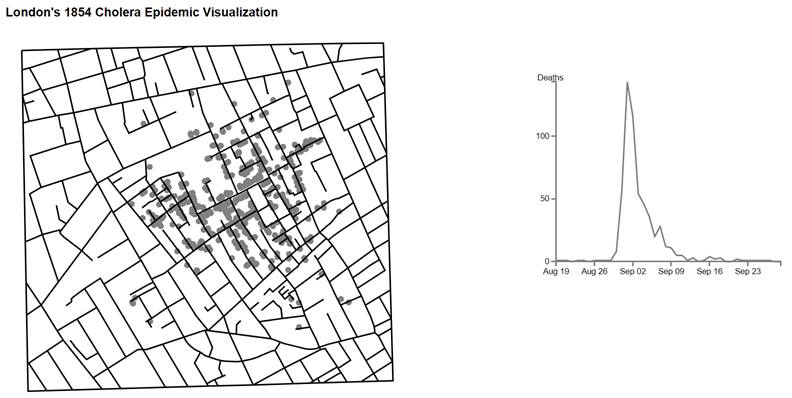 London's 1854 Cholera Epidemic Visualization
Deaths
100
50
0
Aug 19 Aug 26 Sep 02 Sep 09 Sep 16 Sep 23